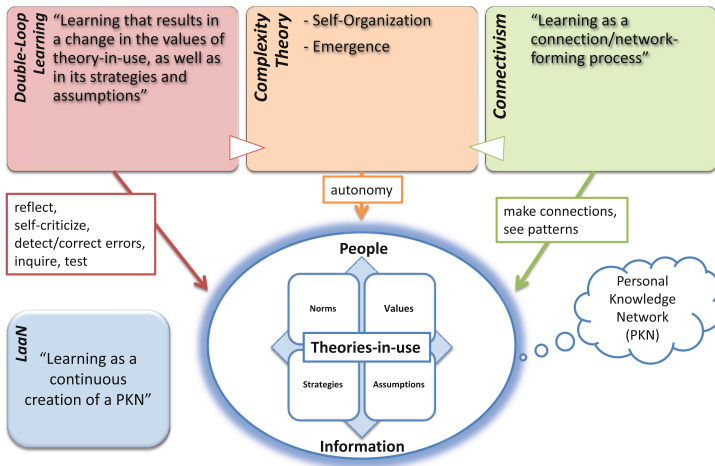 Double-Loop
Learning
“Learning that results in
a change in the values of
theory-in-use, as well as
in its strategies and
assumptions”
Complexity
Theory
- Self-Organization
- Emergence
Connectivism
“Learning as a
connection/network-
forming process”
reflect,
self-criticize,
detect/correct errors,
inquire, test
autonomy
make connections,
see patterns
People
Norms
Values
Theories-in-use
Strategies
Assumptions
Information
Personal
Knowledge
Network
(PKN)
LaaN
“Learning as a
continuous
creation of a PKN”